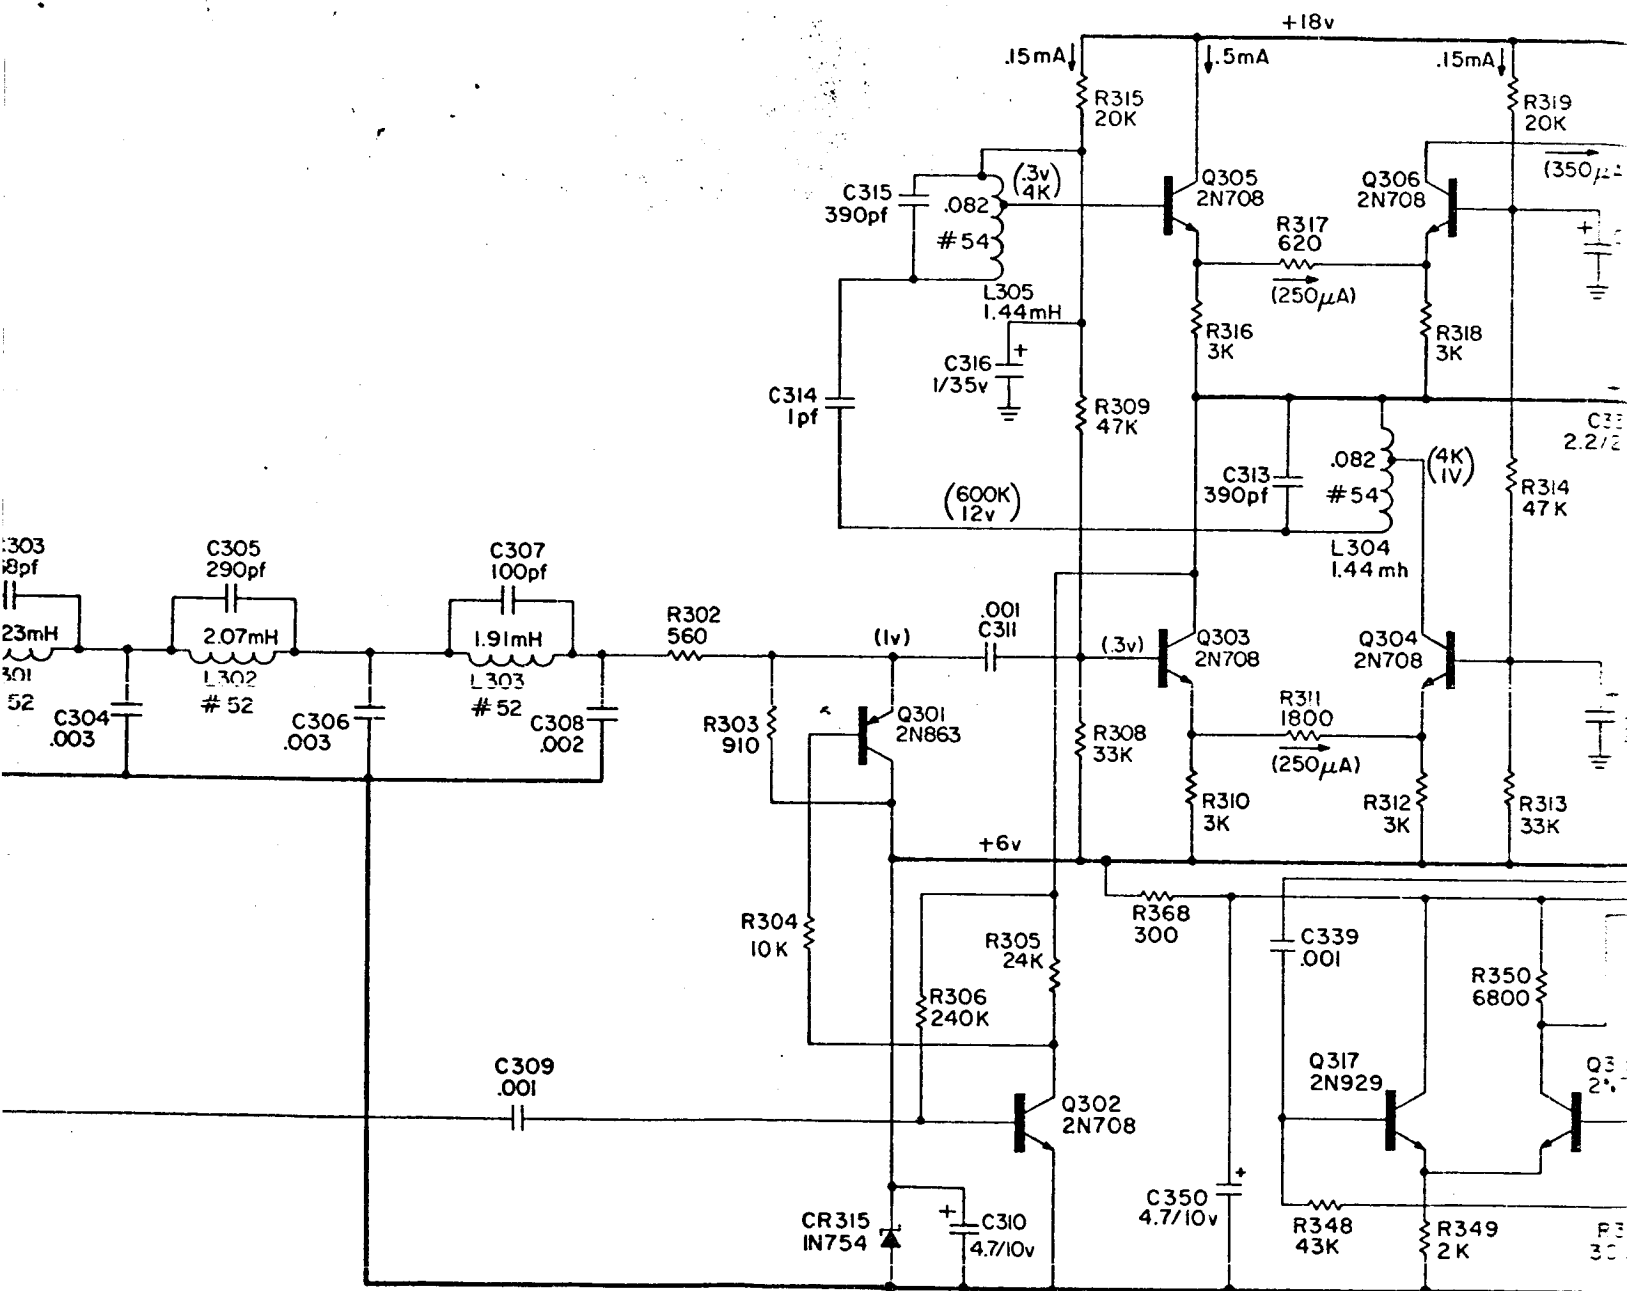 +18v
.15mA
.5mA
.15mA
R315
20K
R319
20K
(350µ
C315
390pf
.082
#54
(.3v)
4K
Q305
2N708
Q306
2N708
R317
620
(250µA)
+
L305
1.44mH
R316
3K
R318
3K
C316
1/35v
+
C314
1pf
R309
47K
2.2/2
C313
390pf
.082
#54
(4K)
1V
R314
47K
(600K)
12v
L304
1.44mh
C305
290pf
C307
100pf
2.07mH
1.91mH
L302
#52
L303
#52
52
R302
560
(1v)
.001
C311
(.3v)
Q303
2N708
Q304
2N708
C304
.003
C306
.003
C308
.002
R303
910
Q301
2N863
R308
33K
R311
1800
(250µA)
R310
3K
R312
3K
R313
33K
+6v
R304
10K
R305
24K
R306
240K
R368
300
C339
.001
R350
6800
C309
.001
Q302
2N708
Q317
2N929
CR315
1N754
+
C310
4.7/10v
+
C350
4.7/10v
R348
43K
R349
2K